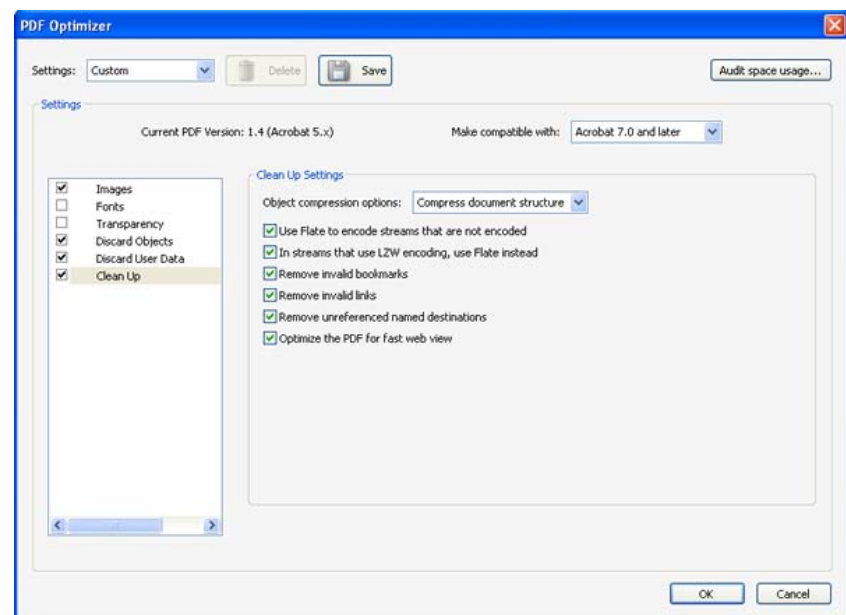 PDF Optimizer
Settings: Custom Delete Save Audit space usage...
Settings
Current PDF Version: 1.4 (Acrobat 5.x) Make compatible with: Acrobat 7.0 and later
Images
Fonts
Transparency
Discard Objects
Discard User Data
Clean Up
Clean Up Settings
Object compression options: Compress document structure
Use Flate to encode streams that are not encoded
In streams that use LZW encoding, use Flate instead
Remove invalid bookmarks
Remove invalid links
Remove unreferenced named destinations
Optimize the PDF for fast web view
OK Cancel